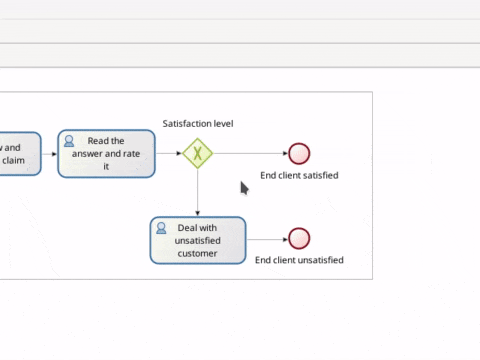 Satisfaction level
and
claim
Read the
answer and rate
it
End client satisfied
Deal with
unsatisfied
customer
End client unsatisfied